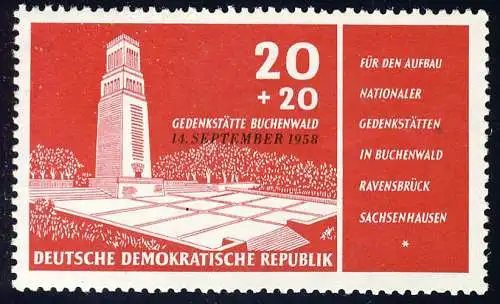 20
+ 20
GEDENKSTÄTTE BUCHENWALD
14. SEPTEMBER 1958
DEUTSCHE DEMOKRATISCHE REPUBLIK
FÜR DEN AUFBAU
NATIONALER
GEDENKSTÄTTEN
IN BUCHENWALD
RAVENSBRÜCK
SACHSENHAUSEN
*